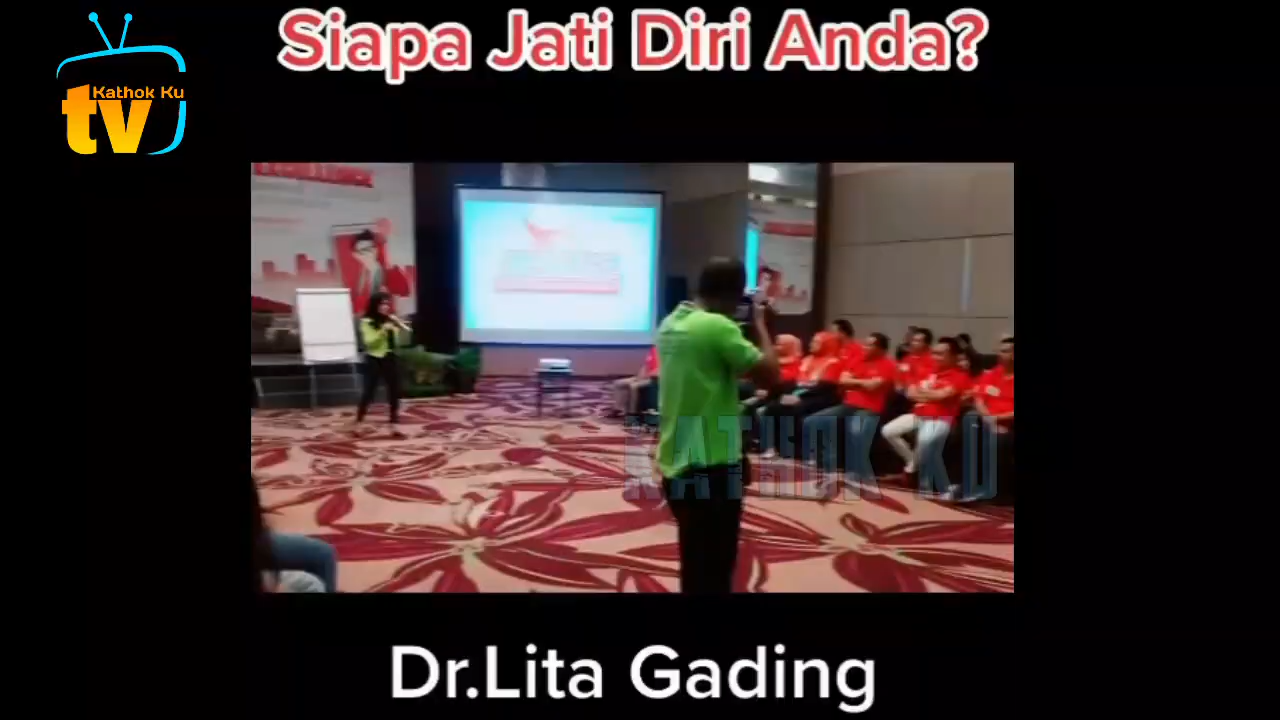 Siapa Jati Diri Anda?
Kathok Ku
tv
KATHOK KU
Dr.Lita Gading